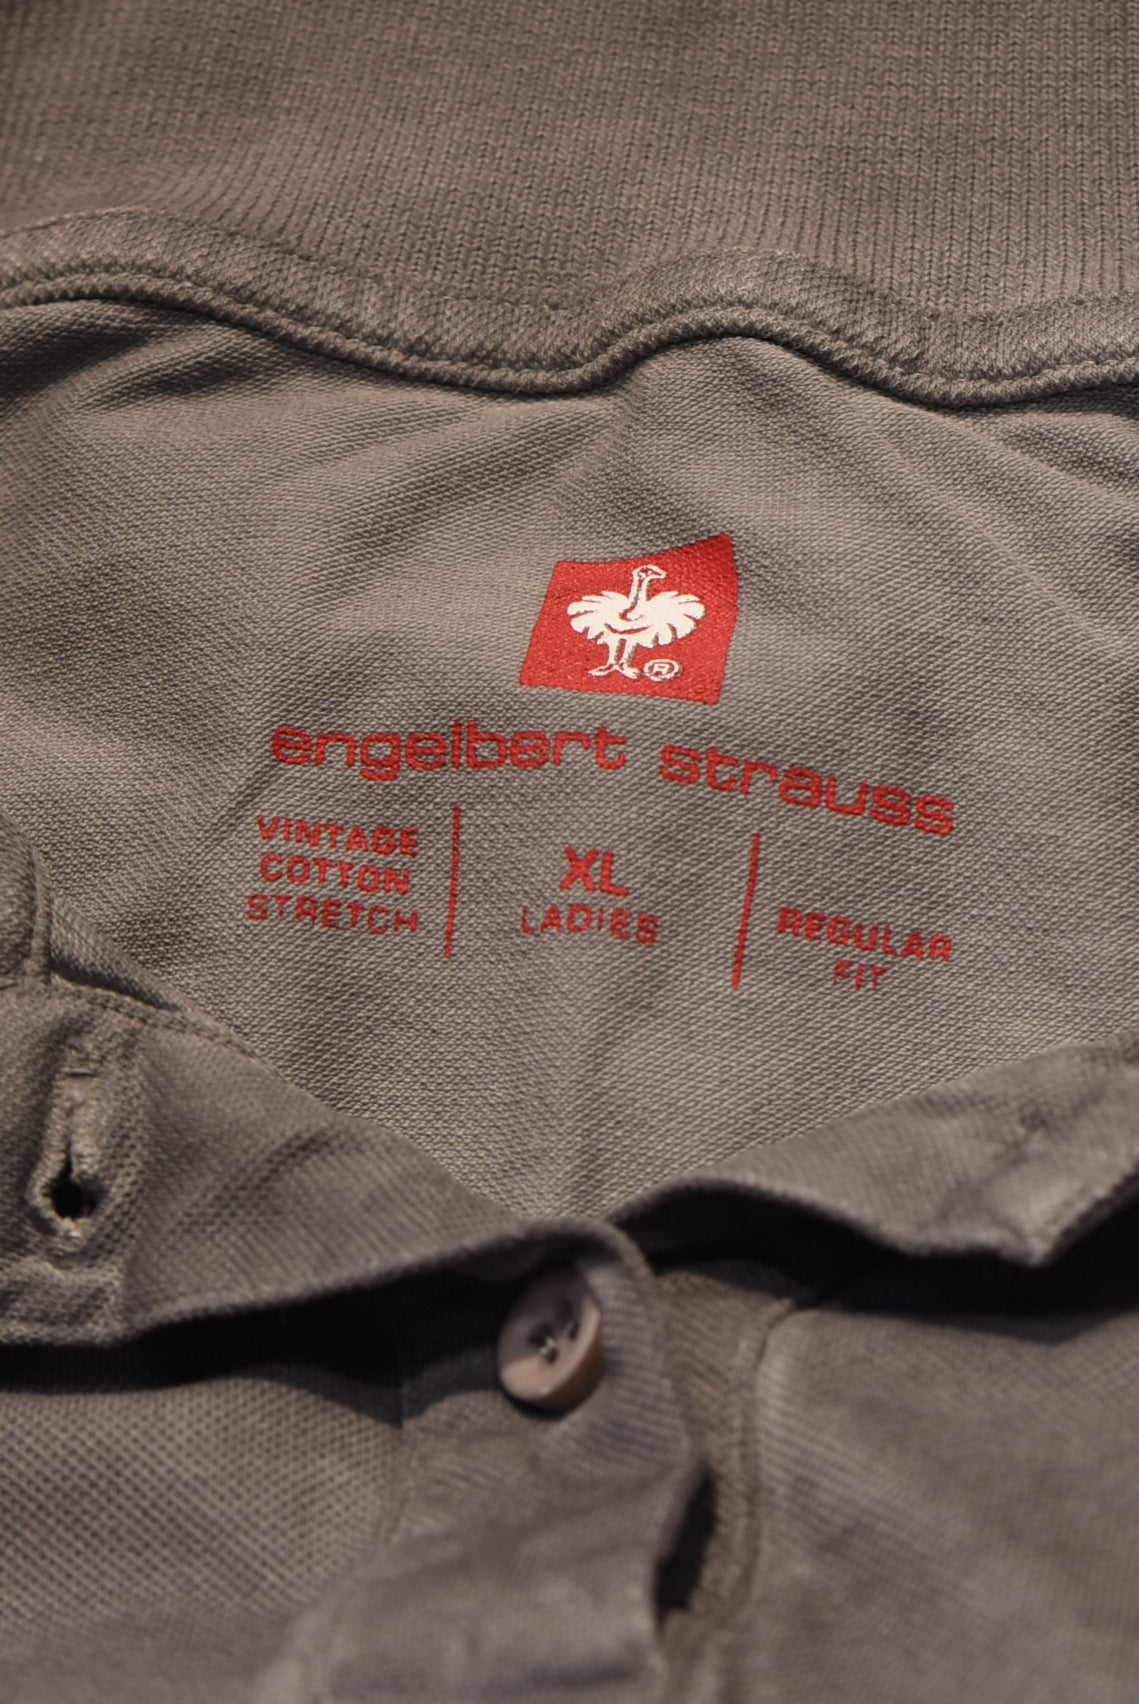 ®
engelbert strauss
VINTAGE
COTTON
STRETCH
XL
LADIES
REGULAR
FIT